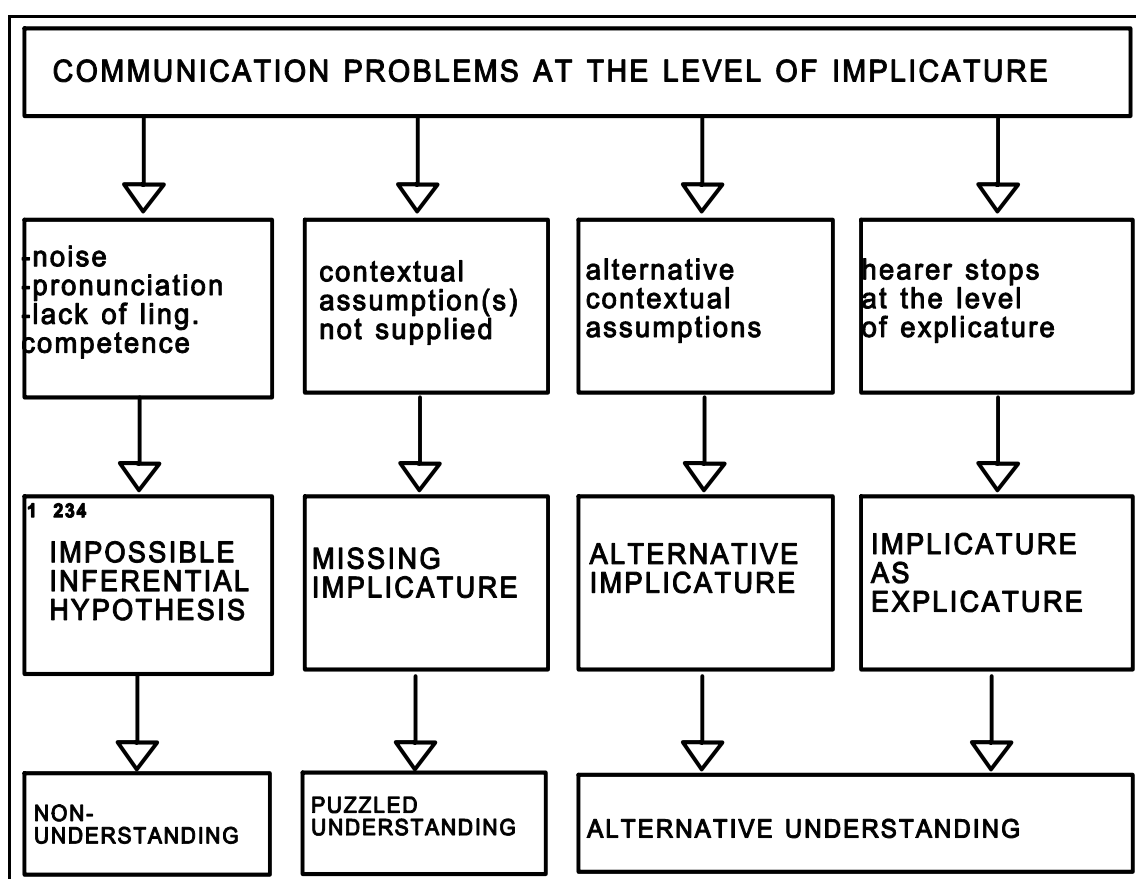 COMMUNICATION PROBLEMS AT THE LEVEL OF IMPLICATURE
-noise
-pronunciation
-lack of ling.
competence
contextual
assumption(s)
not supplied
alternative
contextual
assumptions
hearer stops
at the level
of explicature
1 234
IMPOSSIBLE
INFERENTIAL
HYPOTHESIS
MISSING
IMPLICATURE
ALTERNATIVE
IMPLICATURE
IMPLICATURE
AS
EXPLICATURE
NON-
UNDERSTANDING
PUZZLED
UNDERSTANDING
ALTERNATIVE UNDERSTANDING